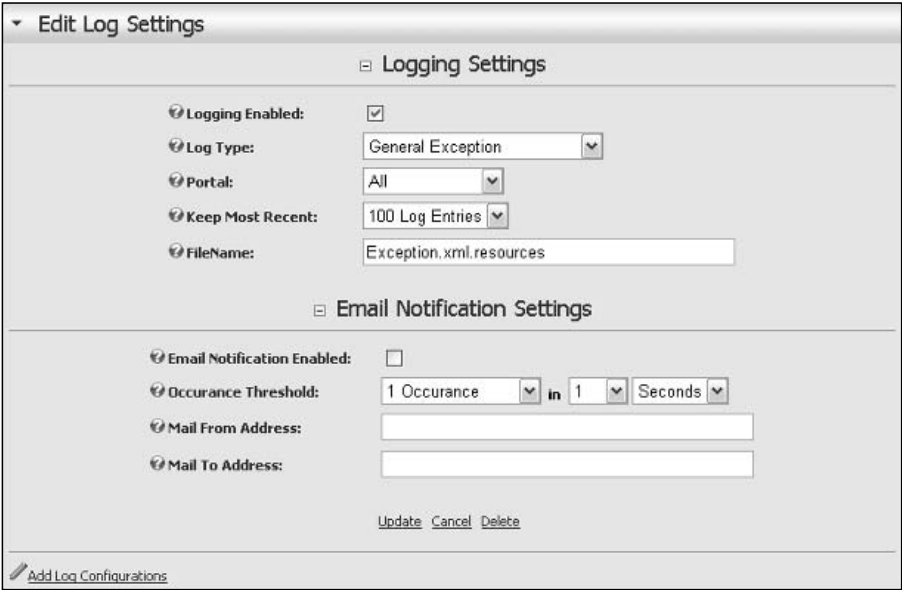 Edit Log Settings
Logging Settings
Logging Enabled:
Log Type: General Exception
Portal: All
Keep Most Recent: 100 Log Entries
FileName: Exception.xml.resources
Email Notification Settings
Email Notification Enabled:
Occurance Threshold: 1 Occurance in 1 Seconds
Mail From Address:
Mail To Address:
Update Cancel Delete
Add Log Configurations